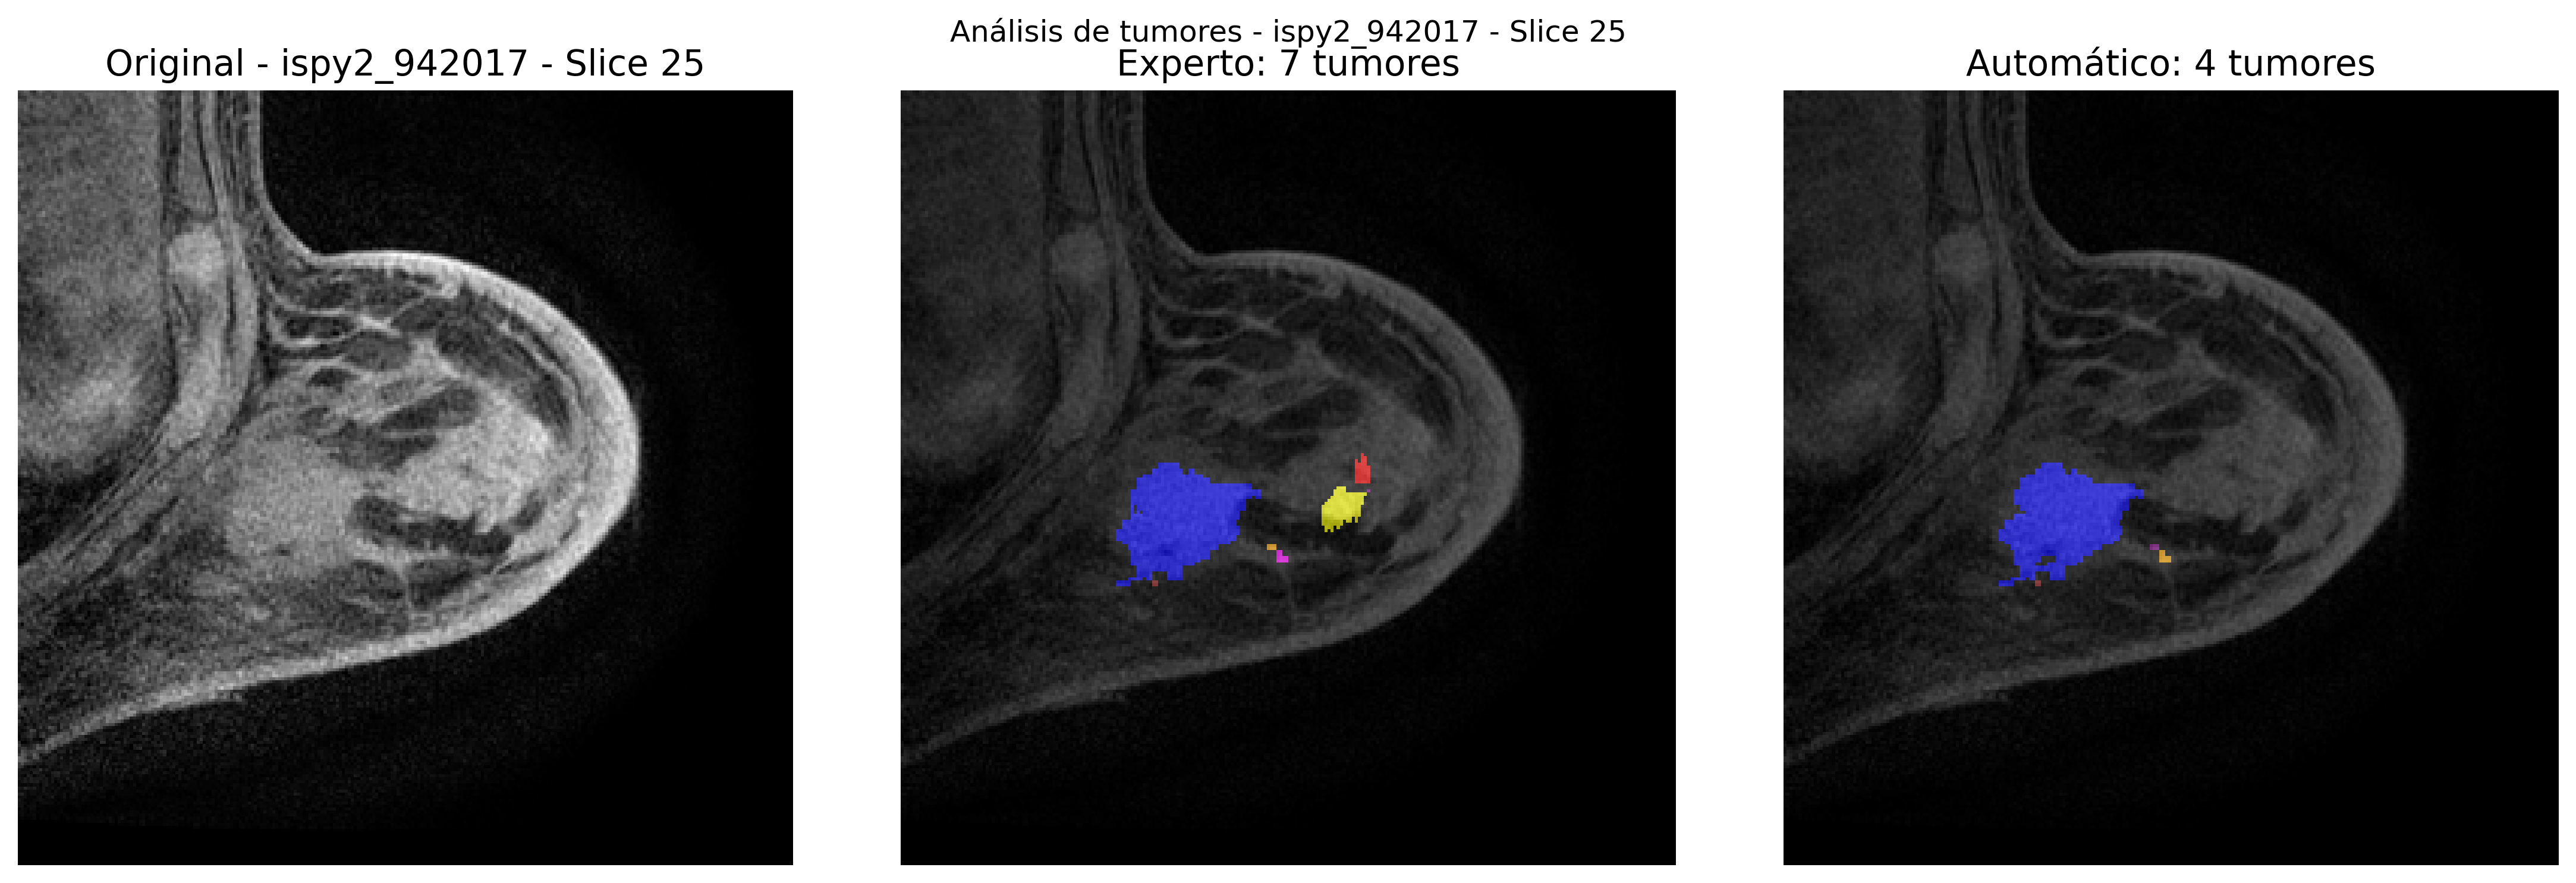 Análisis de tumores - ispy2_942017 - Slice 25
Original - ispy2_942017 - Slice 25
Experto: 7 tumores
Automático: 4 tumores